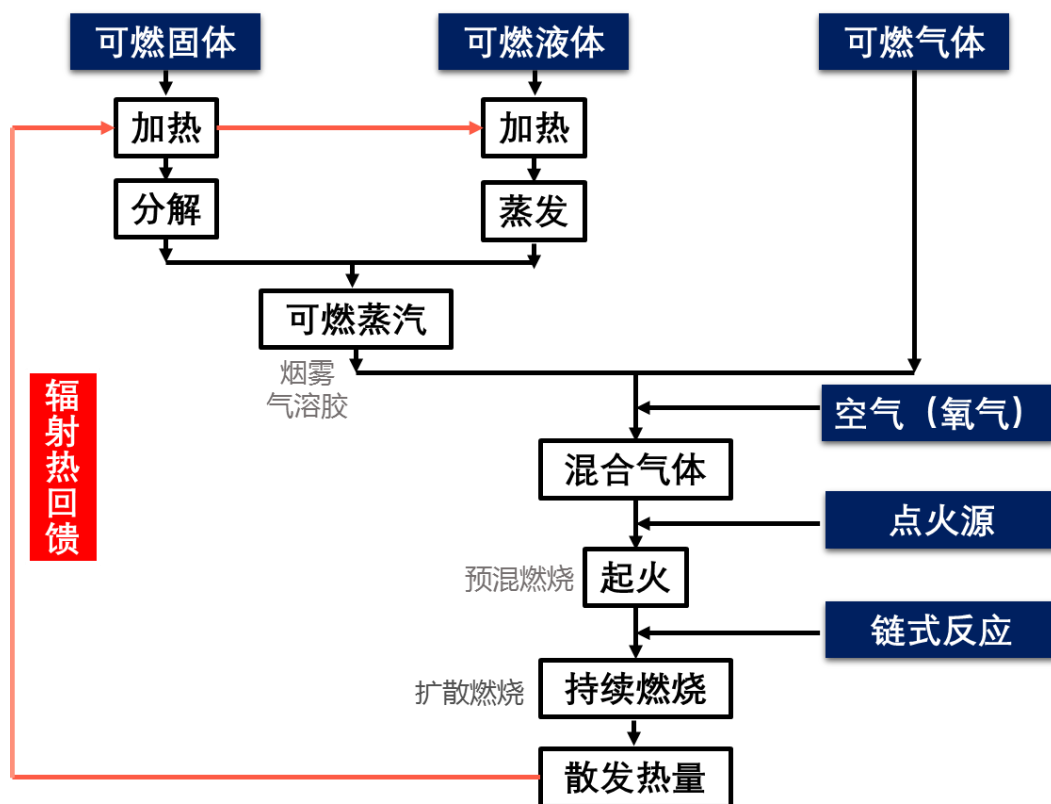 可燃固体
可燃液体
可燃气体
加热
加热
分解
蒸发
可燃蒸汽
烟雾
气溶胶
辐射热回馈
空气（氧气）
混合气体
点火源
预混燃烧
起火
链式反应
扩散燃烧
持续燃烧
散发热量